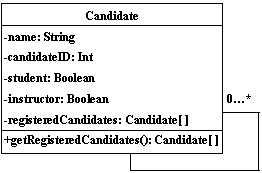 Candidate
-name: String
-candidateID: Int
-student: Boolean
-instructor: Boolean
-registeredCandidates: Candidate[ ]
0...*
+getRegisteredCandidates(): Candidate[ ]